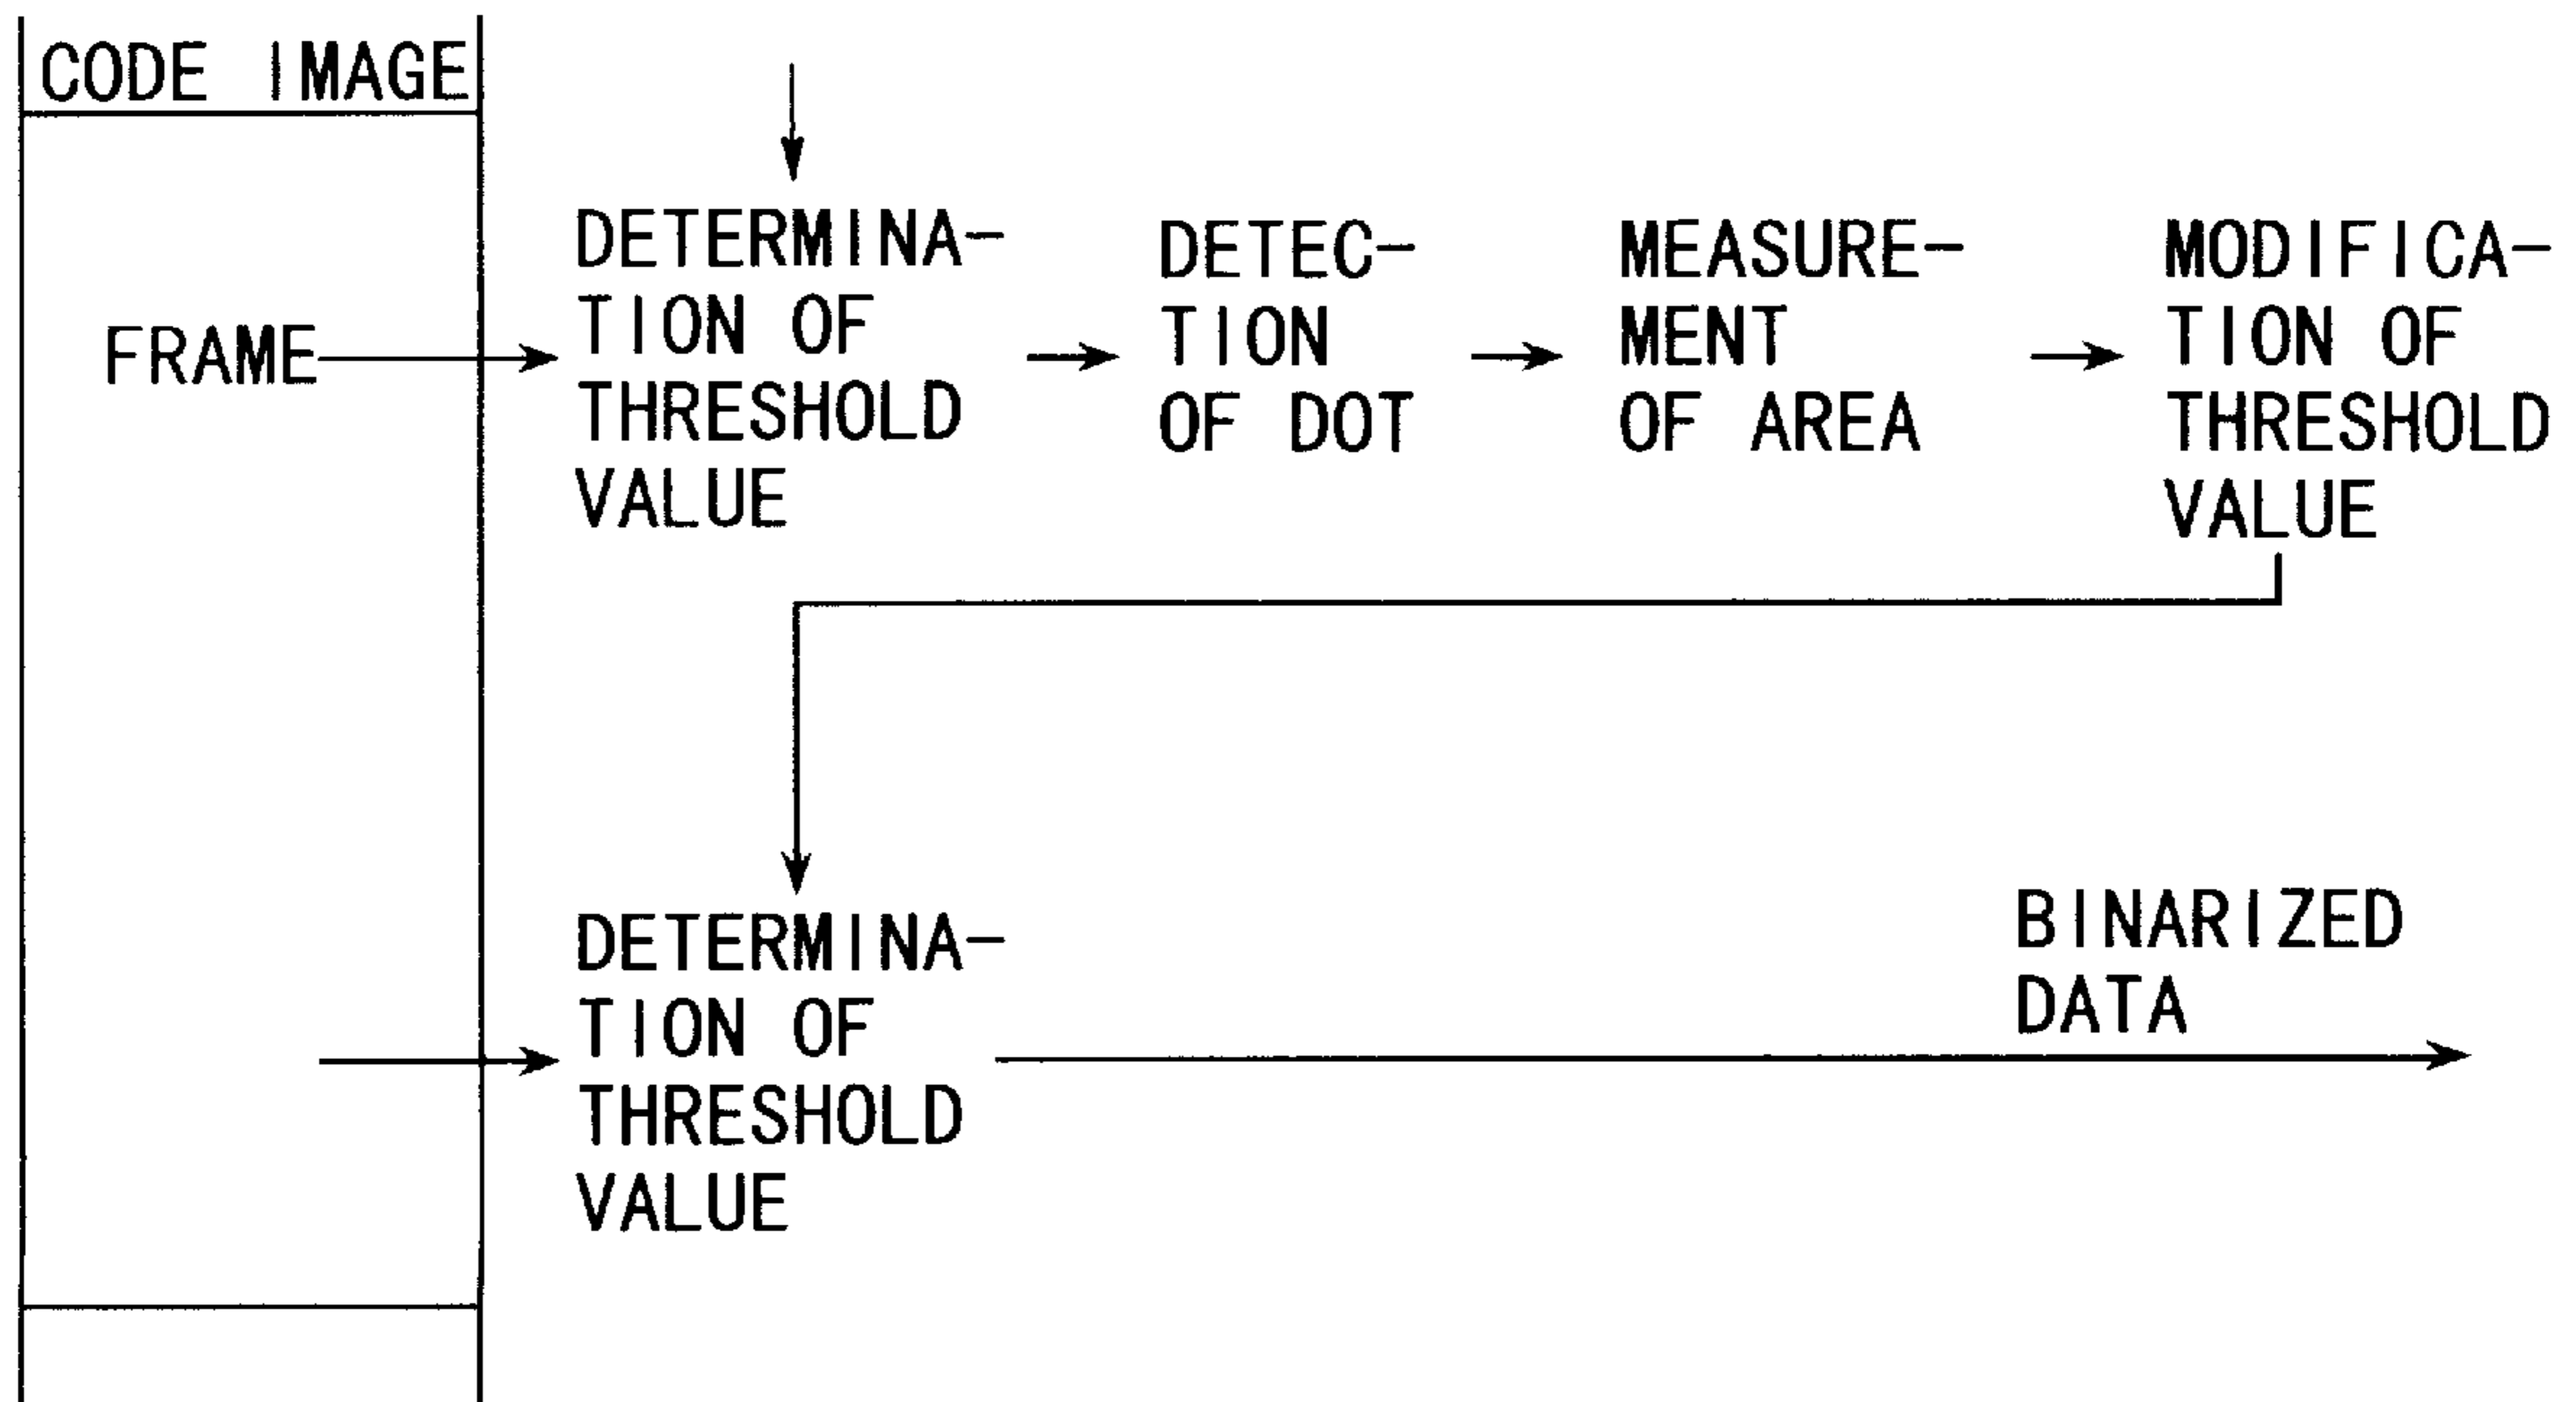 CODE IMAGE
FRAME
DETERMINA-
TION OF
THRESHOLD
VALUE
DETEC-
TION
OF DOT
MEASURE-
MENT
OF AREA
MODIFICA-
TION OF
THRESHOLD
VALUE
DETERMINA-
TION OF
THRESHOLD
VALUE
BINARIZED
DATA